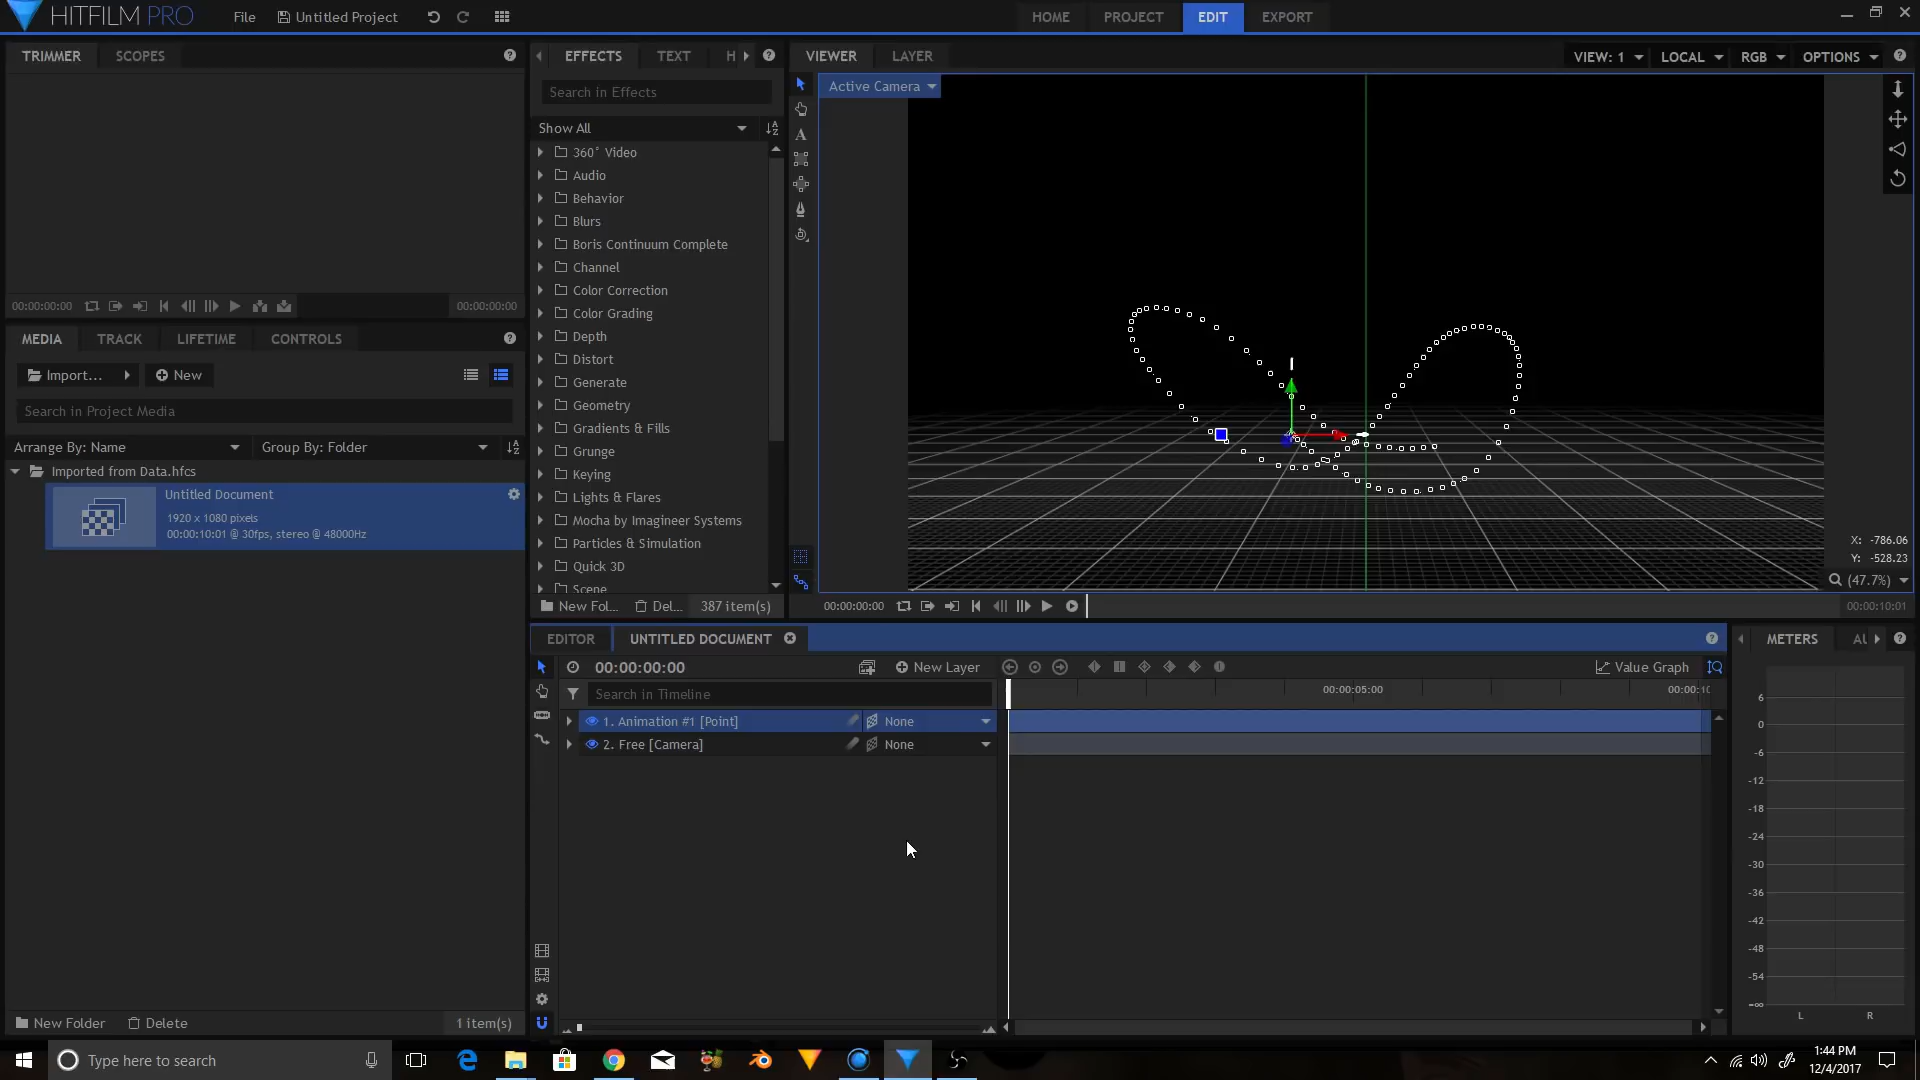 HITFILM PRO
File
Untitled Project
HOME
PROJECT
EDIT
EXPORT
TRIMMER
SCOPES
00:00:00:00
00:00:00:00
MEDIA
TRACK
LIFETIME
CONTROLS
Import...
New
Search in Project Media
Arrange By: Name
Group By: Folder
Imported from Data.hfcs
Untitled Document
1920 x 1080 pixels
00:00:10:01 @ 30fps, stereo @ 48000Hz
New Folder
Delete
1 item(s)
EFFECTS
TEXT
H
Search in Effects
Show All
360° Video
Audio
Behavior
Blurs
Boris Continuum Complete
Channel
Color Correction
Color Grading
Depth
Distort
Generate
Geometry
Gradients & Fills
Grunge
Keying
Lights & Flares
Mocha by Imagineer Systems
Particles & Simulation
Quick 3D
Scene
New Fol...
Del...
387 item(s)
VIEWER
LAYER
VIEW: 1
LOCAL
RGB
OPTIONS
Active Camera
X: -786.06
Y: -528.23
(47.7%)
00:00:00:00
00:00:10:01
EDITOR
UNTITLED DOCUMENT
00:00:00:00
New Layer
Value Graph
Search in Timeline
00:00:05:00
00:00:10
1. Animation #1 [Point]
None
2. Free [Camera]
None
METERS
AU
6
0
-6
-12
-18
-24
-30
-36
-42
-48
-54
-∞
L
R
Type here to search
1:44 PM
12/4/2017